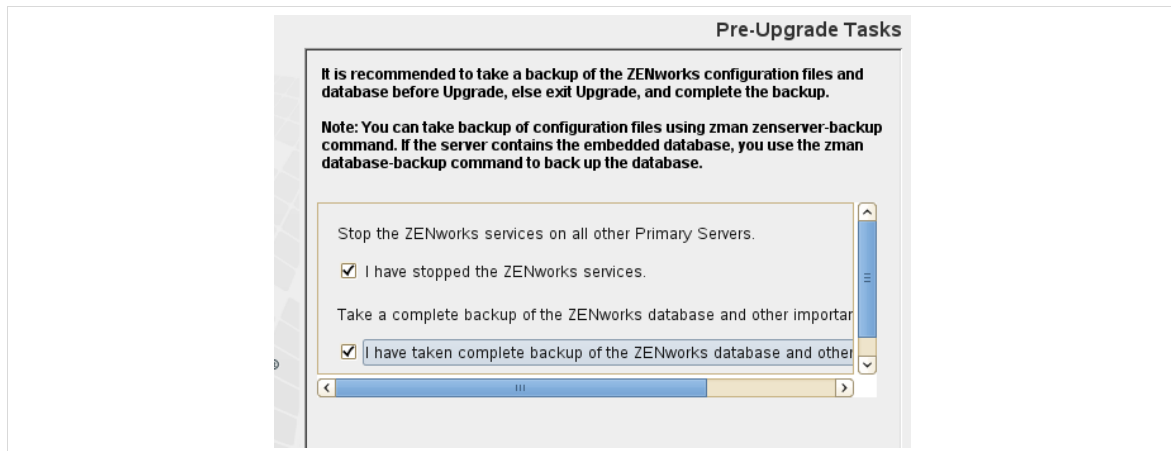 Pre-Upgrade Tasks
It is recommended to take a backup of the ZENworks configuration files and
database before Upgrade, else exit Upgrade, and complete the backup.
Note: You can take backup of configuration files using zman zenserver-backup
command. If the server contains the embedded database, you use the zman
database-backup command to back up the database.
Stop the ZENworks services on all other Primary Servers.
I have stopped the ZENworks services.
Take a complete backup of the ZENworks database and other importan
I have taken complete backup of the ZENworks database and other